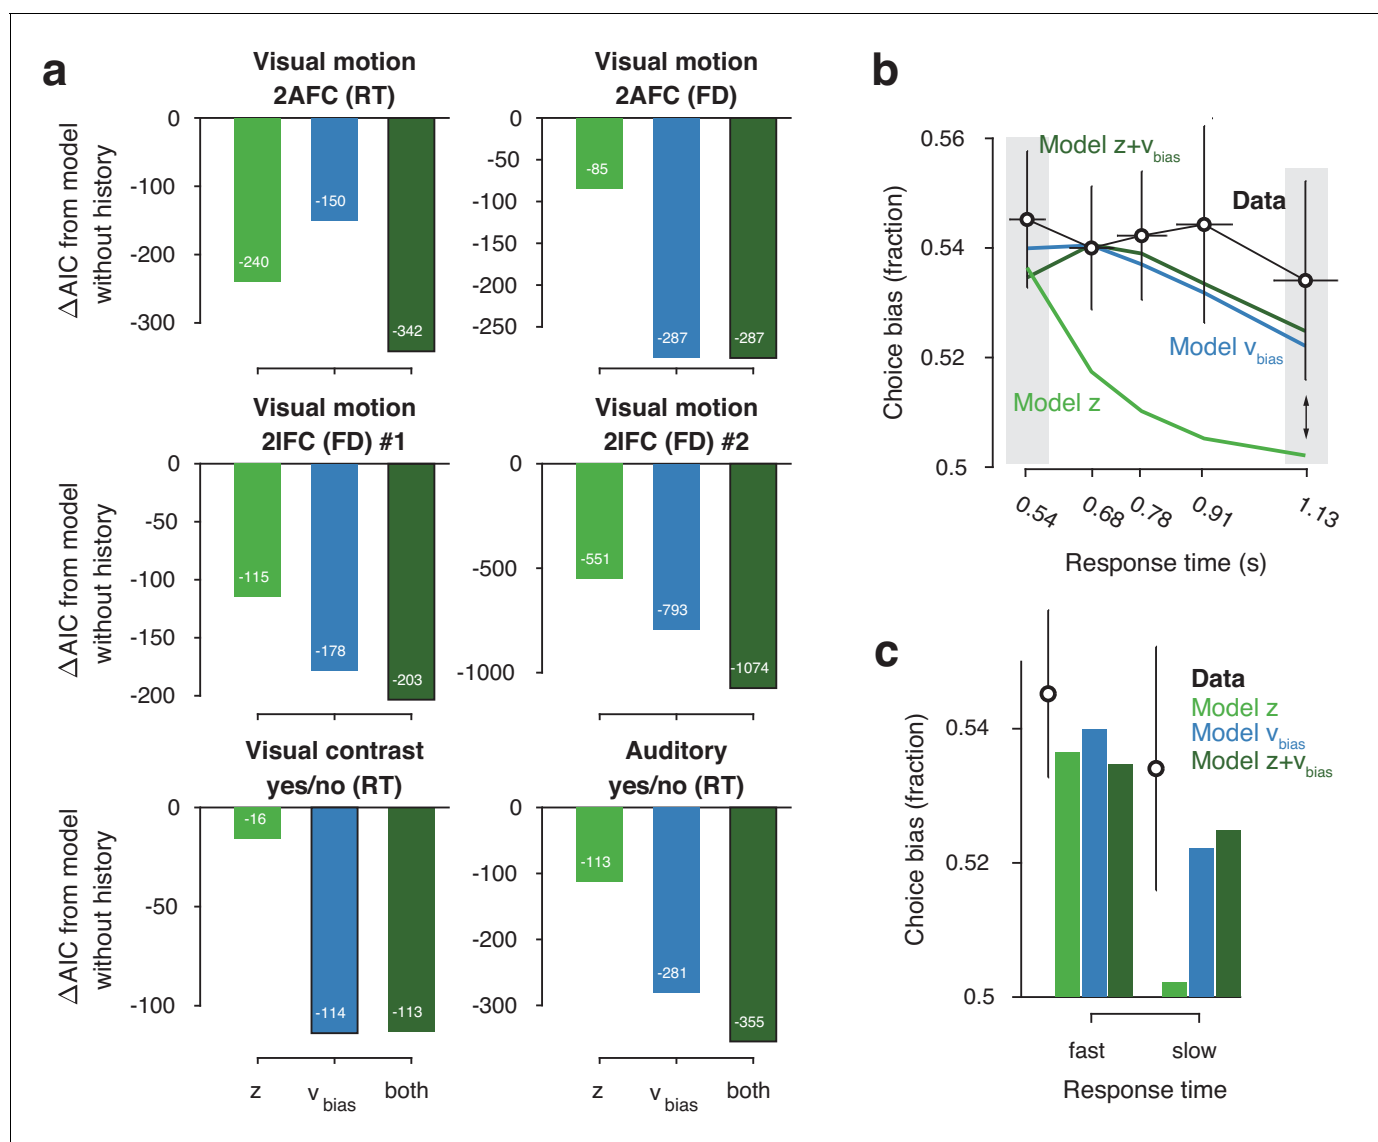 a
Visual motion
2AFC (RT)
0
-100
-200
-300
-240
-150
-342
ΔAIC from model
without history
Visual motion
2AFC (FD)
0
-50
-100
-150
-200
-250
-85
-287
-287
Visual motion
2IFC (FD) #1
0
-50
-100
-150
-200
-115
-178
-203
ΔAIC from model
without history
Visual motion
2IFC (FD) #2
0
-500
-1000
-551
-793
-1074
Visual contrast
yes/no (RT)
0
-50
-100
-16
-114
-113
ΔAIC from model
without history
z
v bias
both
Auditory
yes/no (RT)
0
-100
-200
-300
-113
-281
-355
z
v bias
both
b
0.56
0.54
0.52
0.5
Choice bias (fraction)
Model z+v bias
Data
Model v bias
Model z
0.54
0.68
0.78
0.91
1.13
Response time (s)
c
Data
Model z
Model v bias
Model z+v bias
0.54
0.52
0.5
Choice bias (fraction)
fast
slow
Response time